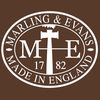 MARLING & EVANS
M E
17 82
MADE IN ENGLAND